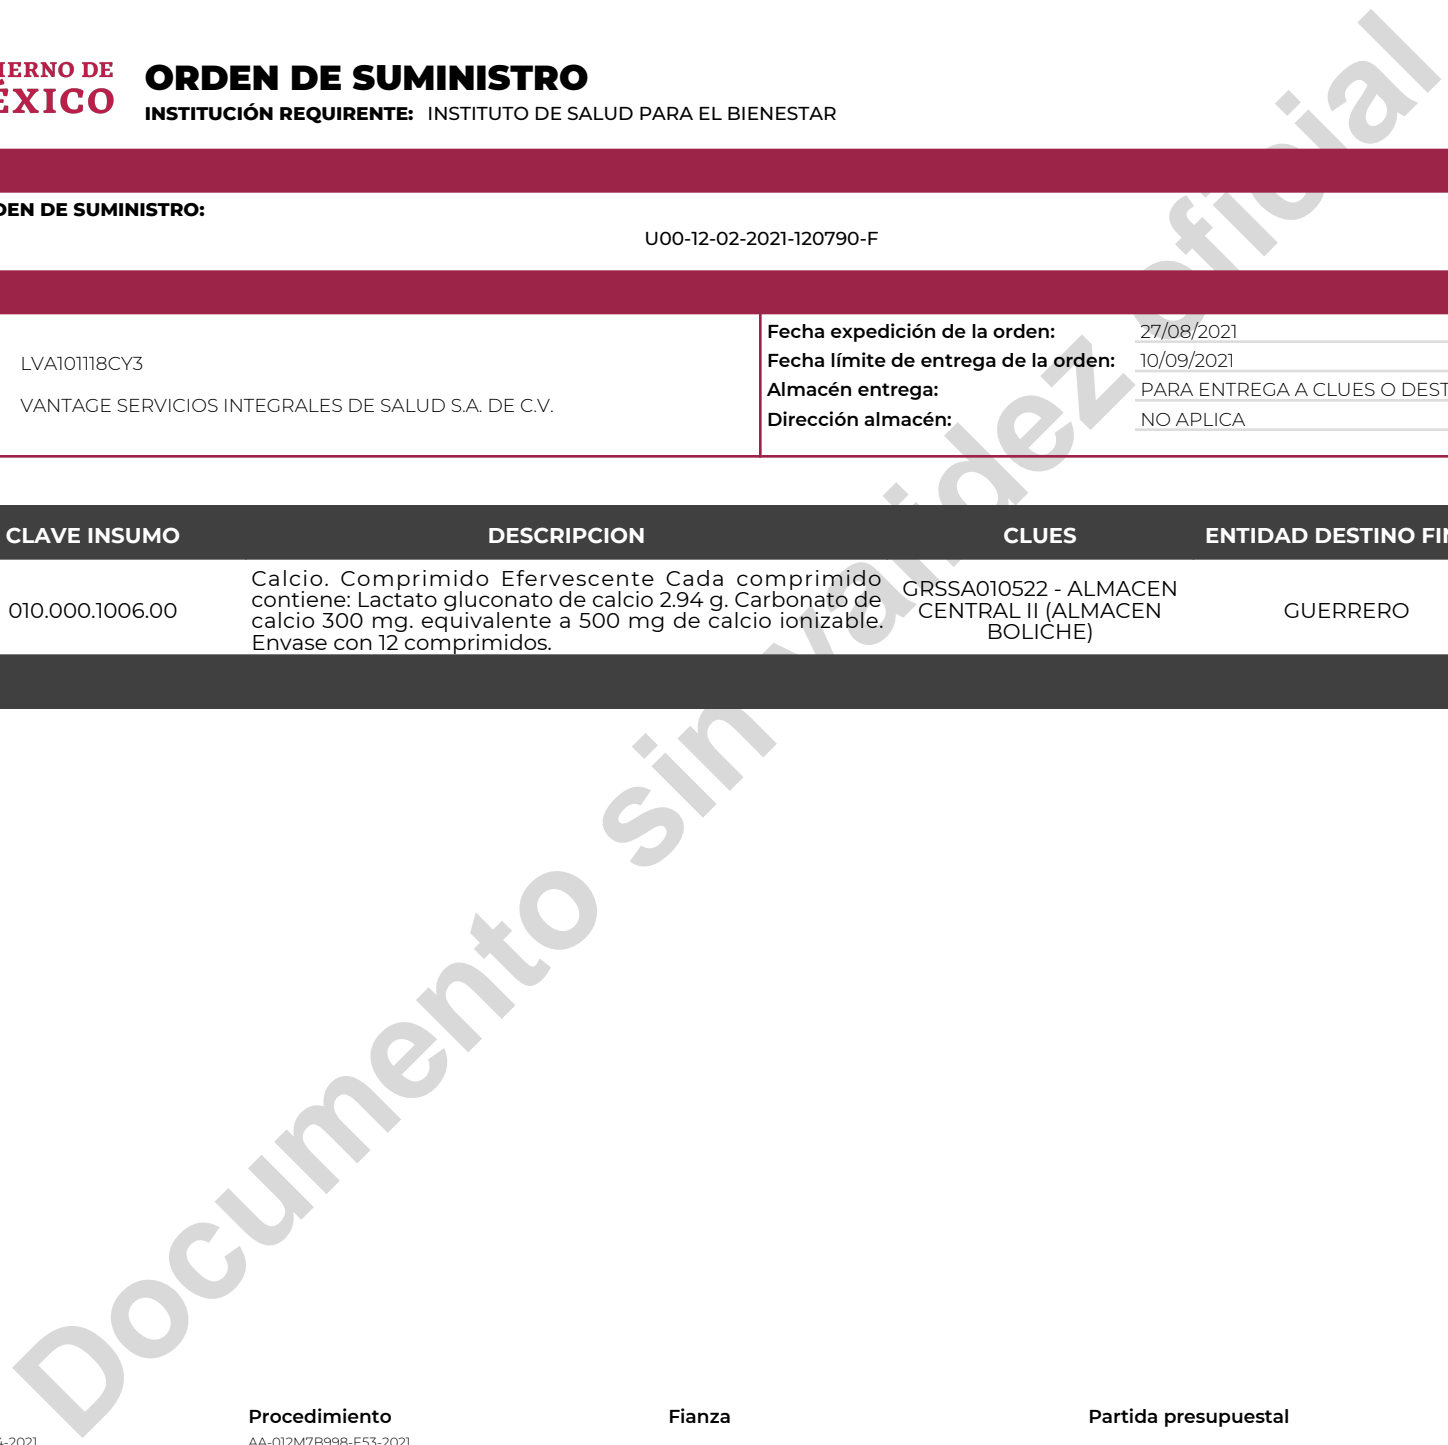 IERNO DE
ÉXICO
ORDEN DE SUMINISTRO
INSTITUCIÓN REQUIRENTE: INSTITUTO DE SALUD PARA EL BIENESTAR
DEN DE SUMINISTRO:
U00-12-02-2021-120790-F
LVA101118CY3
VANTAGE SERVICIOS INTEGRALES DE SALUD S.A. DE C.V.
Fecha expedición de la orden: 27/08/2021
Fecha límite de entrega de la orden: 10/09/2021
Almacén entrega: PARA ENTREGA A CLUES O DEST
Dirección almacén: NO APLICA
CLAVE INSUMO DESCRIPCION CLUES ENTIDAD DESTINO FIN
010.000.1006.00
Calcio. Comprimido Efervescente Cada comprimido
contiene: Lactato gluconato de calcio 2.94 g. Carbonato de
calcio 300 mg. equivalente a 500 mg de calcio ionizable.
Envase con 12 comprimidos.
GRSSA010522 - ALMACEN
CENTRAL II (ALMACEN
BOLICHE)
GUERRERO
Documento sin validez oficial
Procedimiento Fianza Partida presupuestal
4-2021 AA-012M7B998-E53-2021